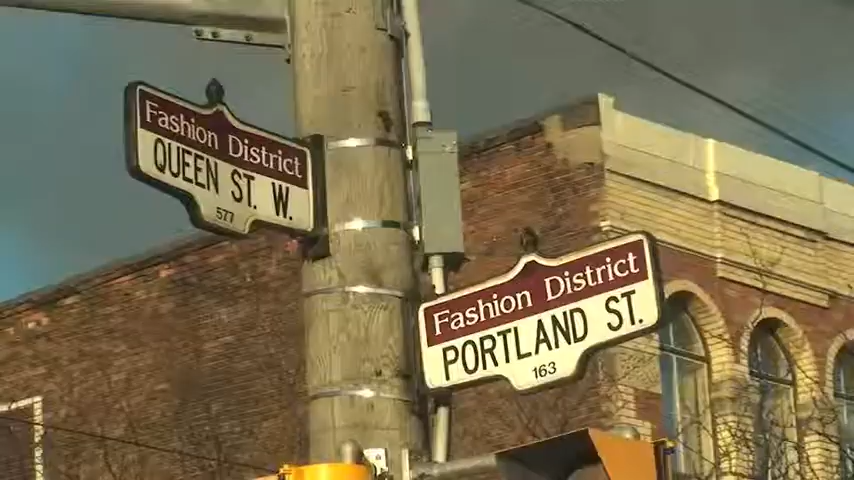 Fashion District
QUEEN ST. W.
577
Fashion District
PORTLAND ST.
163